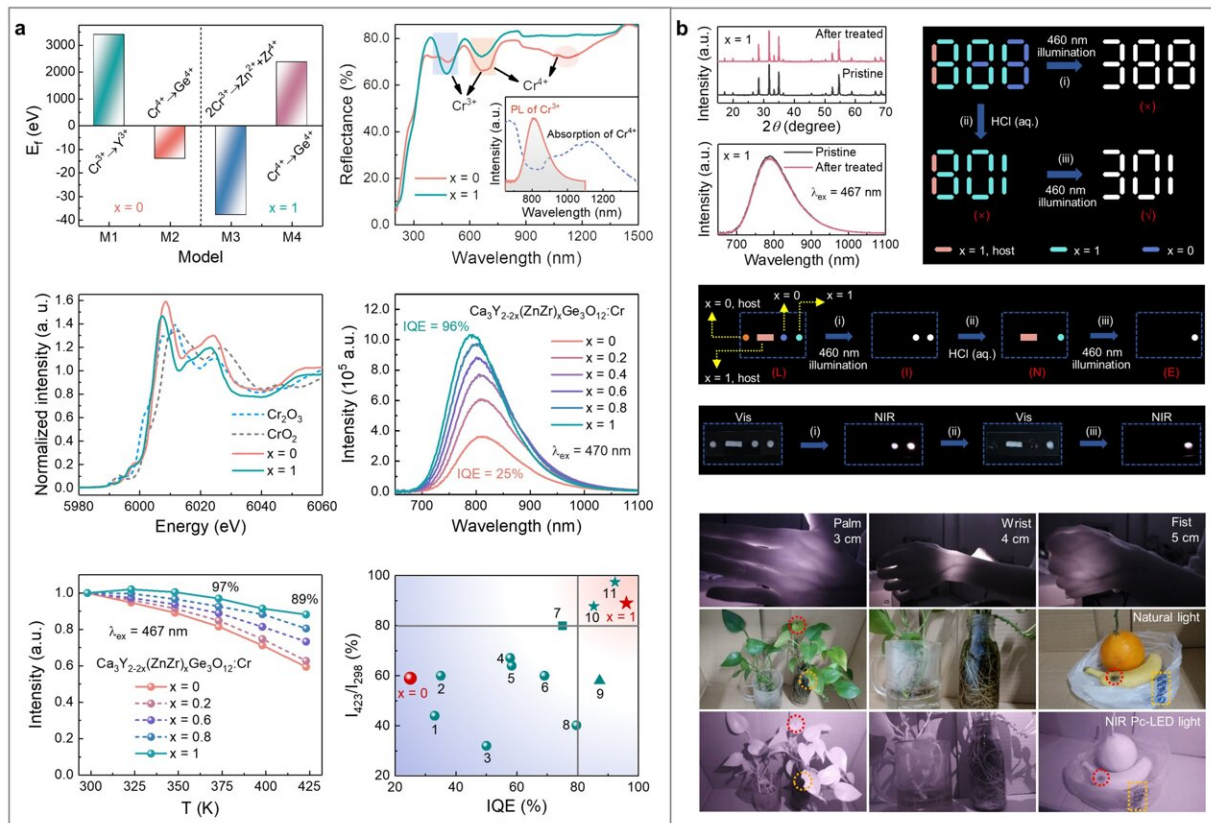 a
E_f (eV)
3400
3200
3000
0
-10
-20
-30
-40
Cr³⁺→Y³⁺
Cr⁴⁺→Ge⁴⁺
2Cr³⁺→Zn²⁺+Zr⁴⁺
Cr⁴⁺→Ge⁴⁺
x = 0
x = 1
M1 M2 M3 M4
Model
Reflectance (%)
80.0
60.0
40.0
20.0
0.0
Cr³⁺
Cr⁴⁺
PL of Cr³⁺
Absorption of Cr⁴⁺
Intensity (a.u.)
800 1000 1200
Wavelength (nm)
x = 0
x = 1
300 600 900 1200 1500
Wavelength (nm)
Normalized intensity (a. u.)
1.6
1.4
1.2
1.0
0.8
0.6
0.4
0.2
0.0
Cr₂O₃
CrO₂
x = 0
x = 1
5980 6000 6020 6040 6060
Energy (eV)
Intensity (10⁵ a.u.)
12.0
10.0
8.0
6.0
4.0
2.0
0.0
Ca₃Y₂₋₂ₓ(ZnZr)ₓGe₃O₁₂:Cr
IQE = 96%
x = 0
x = 0.2
x = 0.4
x = 0.6
x = 0.8
x = 1
λex = 470 nm
IQE = 25%
700 800 900 1000 1100
Wavelength (nm)
Intensity (a.u.)
1.0
0.8
0.6
0.4
0.2
0.0
97%
89%
λex = 467 nm
Ca₃Y₂₋₂ₓ(ZnZr)ₓGe₃O₁₂:Cr
x = 0
x = 0.2
x = 0.6
x = 0.8
x = 1
300 325 350 375 400 425
T (K)
I₄₂₃/I₂₉₈ (%)
100
80
60
40
20
11
10
x = 1
7
4
5
x = 0
2
6
9
1
8
3
20 40 60 80 100
IQE (%)
b
Intensity (a.u.)
x = 1
After treated
Pristine
20 30 40 50 60 70
2θ (degree)
Intensity (a.u.)
x = 1
Pristine
After treated
λex = 467 nm
700 800 900 1000 1100
Wavelength (nm)
388
460 nm
illumination
(i)
388
(×)
(ii)
HCl (aq.)
301
(×)
(iii)
460 nm
illumination
301
(√)
x = 1, host
x = 1
x = 0
x = 0, host
x = 0
x = 1
x = 1, host
(L)
(i)
460 nm
illumination
(I)
(ii)
HCl (aq.)
(N)
(iii)
460 nm
illumination
(E)
Vis
(i)
NIR
(ii)
Vis
(iii)
NIR
Palm
3 cm
Wrist
4 cm
Fist
5 cm
Natural light
NIR Pc-LED light